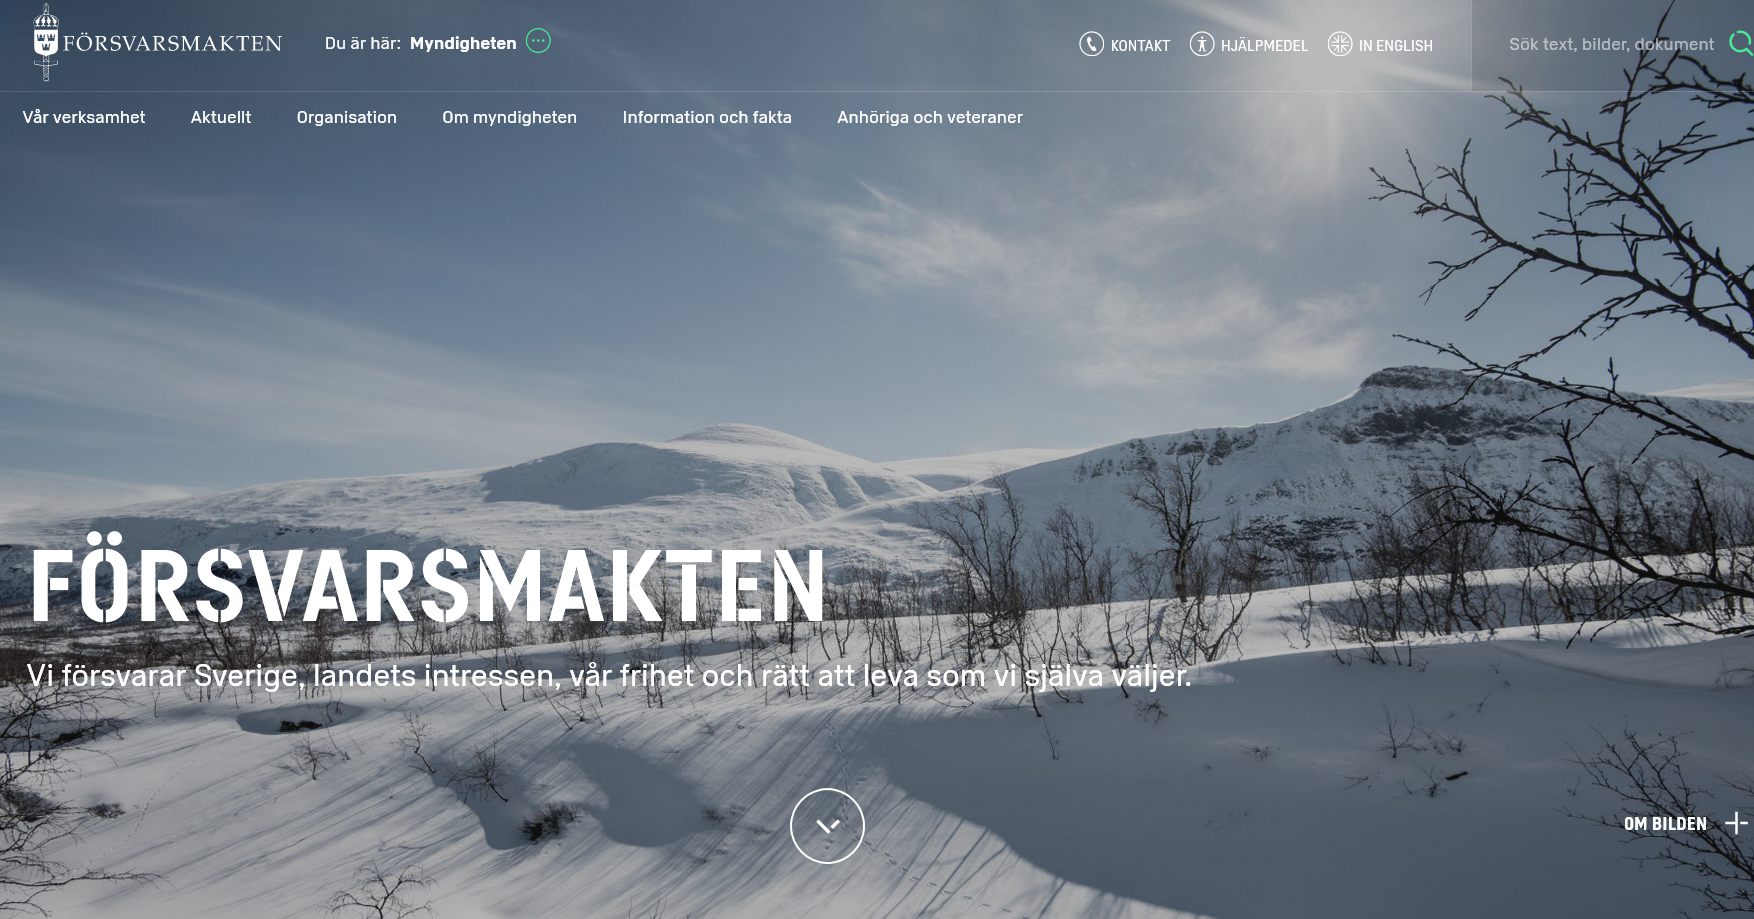 FÖRSVARSMAKTEN
Du är här: Myndigheten
KONTAKT
HJÄLPMEDEL
IN ENGLISH
Sök text, bilder, dokument
Vår verksamhet
Aktuellt
Organisation
Om myndigheten
Information och fakta
Anhöriga och veteraner
FÖRSVARSMAKTEN
Vi försvarar Sverige, landets intressen, vår frihet och rätt att leva som vi själva väljer.
OM BILDEN